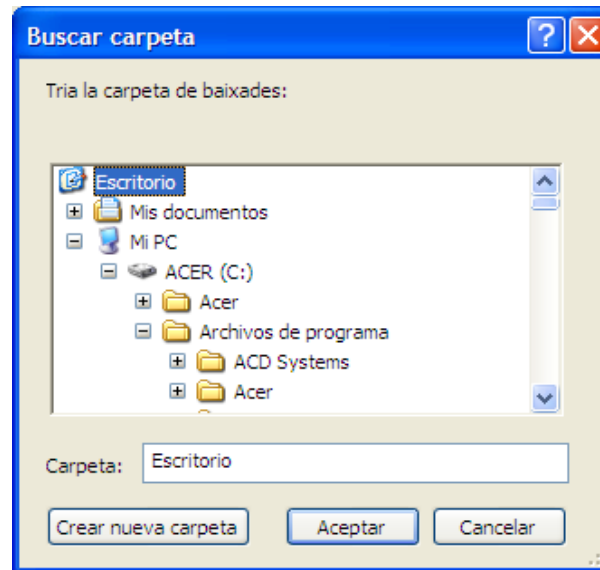 Buscar carpeta
Tria la carpeta de baixades:
Escritorio
Mis documentos
Mi PC
ACER (C:)
Acer
Archivos de programa
ACD Systems
Acer
Carpeta: Escritorio
Crear nueva carpeta Aceptar Cancelar